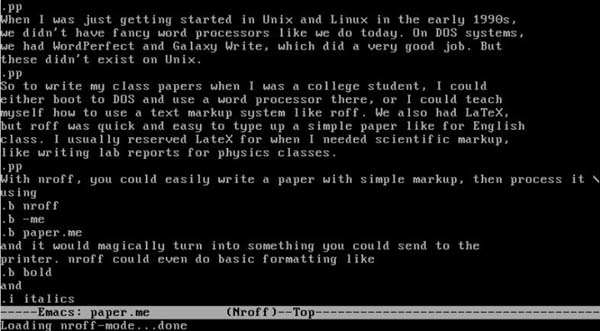 .pp
When I was just getting started in Unix and Linux in the early 1990s,
we didn't have fancy word processors like we do today. On DOS systems,
we had WordPerfect and Galaxy Write, which did a very good job. But
these didn't exist on Unix.
.pp
So to write my class papers when I was a college student, I could
either boot to DOS and use a word processor there, or I could teach
myself how to use a text markup system like roff. We also had LaTeX,
but roff was quick and easy to type up a simple paper like for English
class. I usually reserved LateX for when I needed scientific markup,
like writing lab reports for physics classes.
.pp
With nroff, you could easily write a paper with simple markup, then process it \
using
.b nroff
.b -me
.b paper.me
and it would magically turn into something you could send to the
printer. nroff could even do basic formatting like
.b bold
and
.i italics
-----Emacs: paper.me (Nroff)--Top----------------------------------
Loading nroff-mode...done